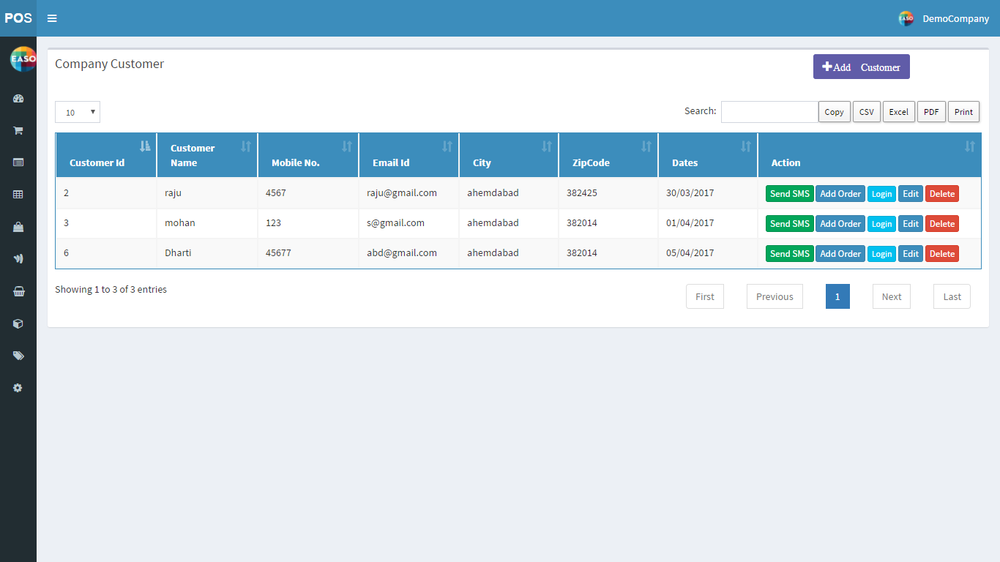 POS
DemoCompany
EASO
EASO
Company Customer
Add Customer
10
Search:
Copy CSV Excel PDF Print
Customer Id Customer Name Mobile No. Email Id City ZipCode Dates Action
2 raju 4567 raju@gmail.com ahemdabad 382425 30/03/2017 Send SMS Add Order Login Edit Delete
3 mohan 123 s@gmail.com ahemdabad 382014 01/04/2017 Send SMS Add Order Login Edit Delete
6 Dharti 45677 abd@gmail.com ahemdabad 382014 05/04/2017 Send SMS Add Order Login Edit Delete
Showing 1 to 3 of 3 entries
First Previous 1 Next Last